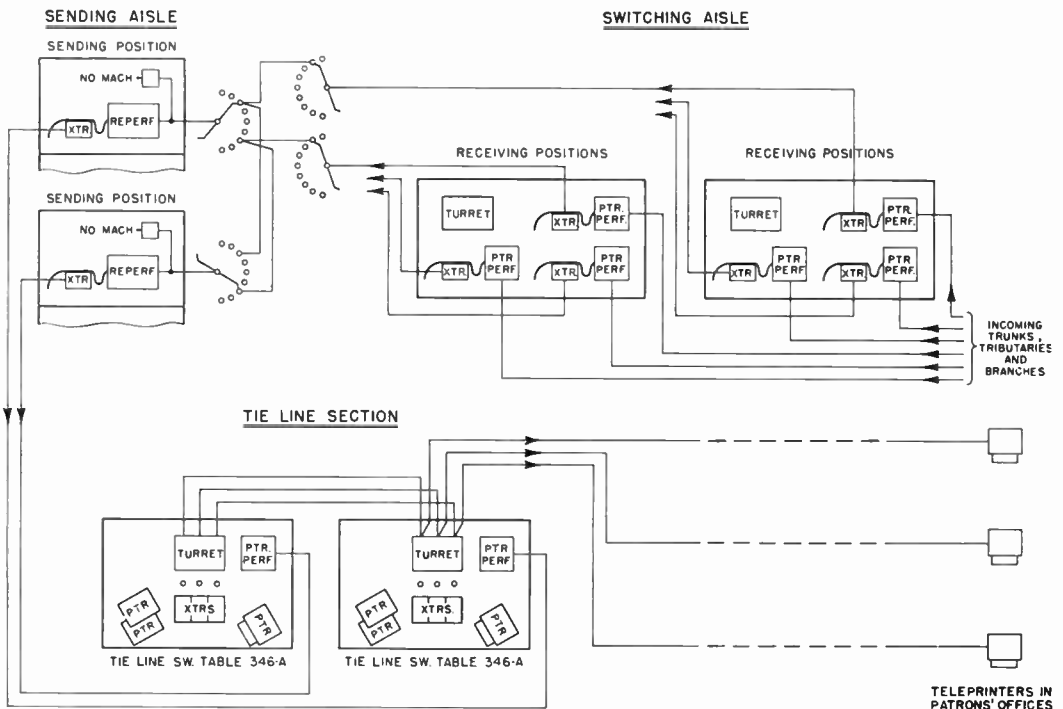 SENDING AISLE
SWITCHING AISLE
SENDING POSITION
NO MACH
XTR.
REPERF
RECEIVING POSITIONS
RECEIVING POSITIONS
TURRET
XTR.
PTR.
PERF.
TURRET
XTR.
PTR.
PERF.
SENDING POSITION
NO MACH
XTR.
REPERF
XTR.
PTR
PERF
XTR.
PTR
PERF.
XTR.
PTR
PERF
XTR.
PTR
PERF.
INCOMING
TRUNKS,
TRIBUTARIES
AND
BRANCHES
TIE LINE SECTION
TURRET
PTR.
PERF
TURRET
PTR
PERF
PTR
PTR
XTRS
PTR
PTR
PTR
XTRS.
PTR
TIE LINE SW. TABLE 346-A
TIE LINE SW. TABLE 346-A
TELEPRINTERS IN
PATRONS' OFFICES